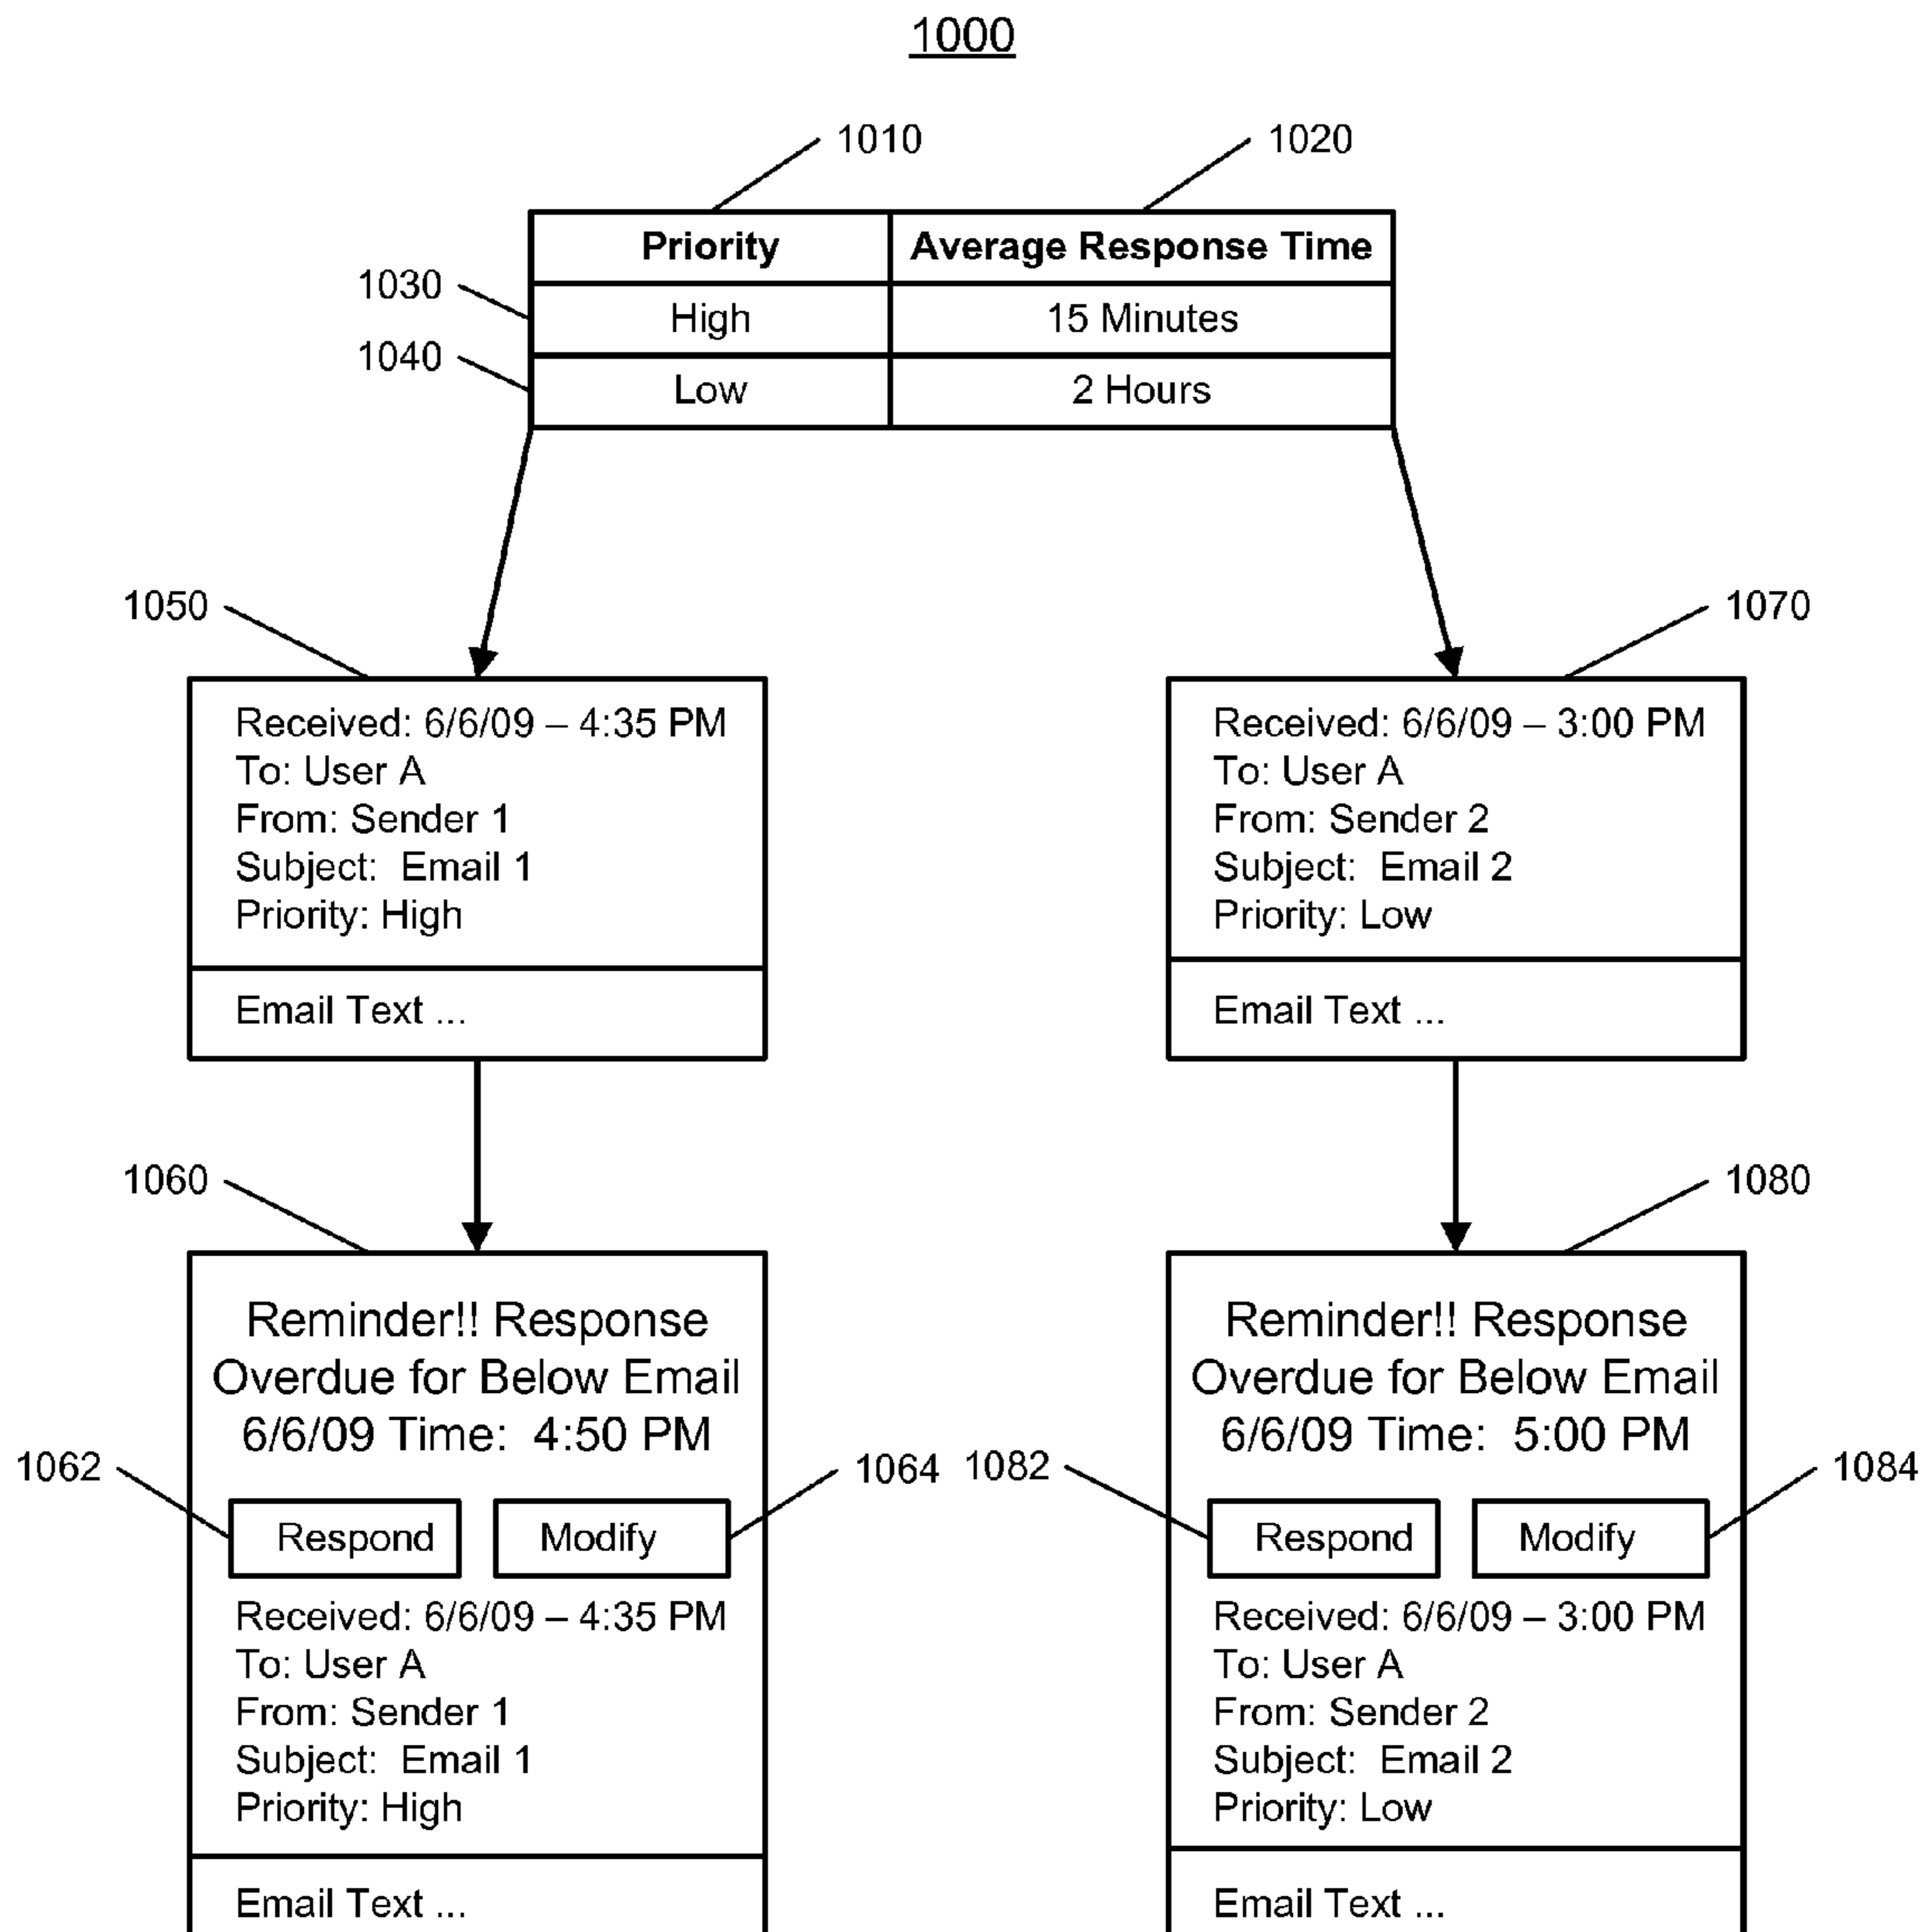 1000
1010
1020
Priority Average Response Time
1030
High 15 Minutes
1040
Low 2 Hours
1050
Received: 6/6/09 – 4:35 PM
To: User A
From: Sender 1
Subject:  Email 1
Priority: High
Email Text ...
1070
Received: 6/6/09 – 3:00 PM
To: User A
From: Sender 2
Subject:  Email 2
Priority: Low
Email Text ...
1060
Reminder!! Response
Overdue for Below Email
6/6/09 Time:  4:50 PM
1062
1064
Respond Modify
Received: 6/6/09 – 4:35 PM
To: User A
From: Sender 1
Subject:  Email 1
Priority: High
Email Text ...
1080
Reminder!! Response
Overdue for Below Email
6/6/09 Time:  5:00 PM
1082
1084
Respond Modify
Received: 6/6/09 – 3:00 PM
To: User A
From: Sender 2
Subject:  Email 2
Priority: Low
Email Text ...